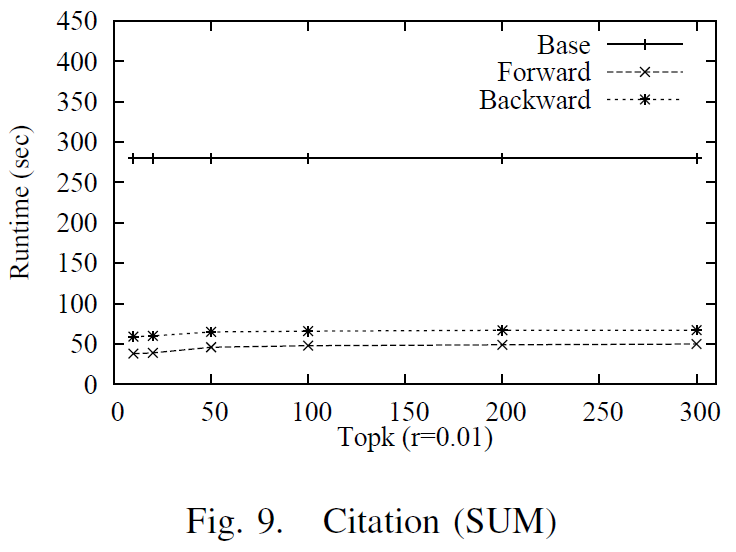 450
400
350
300
250
200
150
100
50
0
Runtime (sec)
Base
Forward
Backward
0 50 100 150 200 250 300
Topk (r=0.01)
Fig. 9. Citation (SUM)